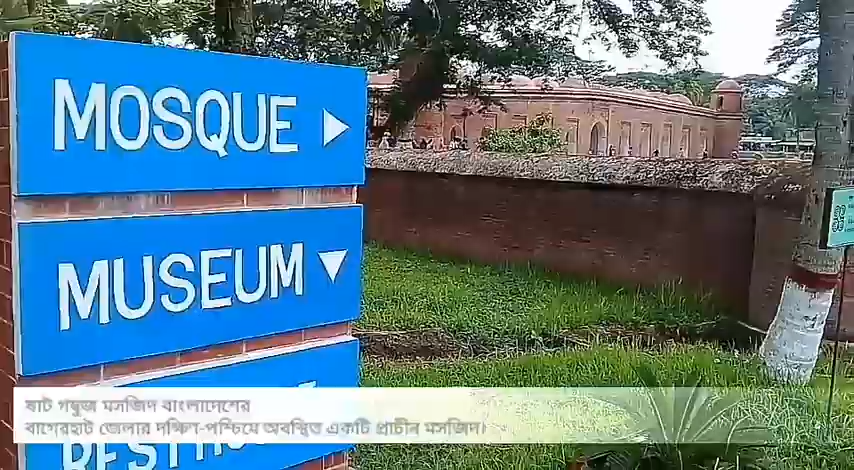 MOSQUE
MUSEUM
ষাট গম্বুজ মসজিদ বাংলাদেশের
বাগেরহাট জেলার দক্ষিণ-পশ্চিমে অবস্থিত একটি প্রাচীন মসজিদ।